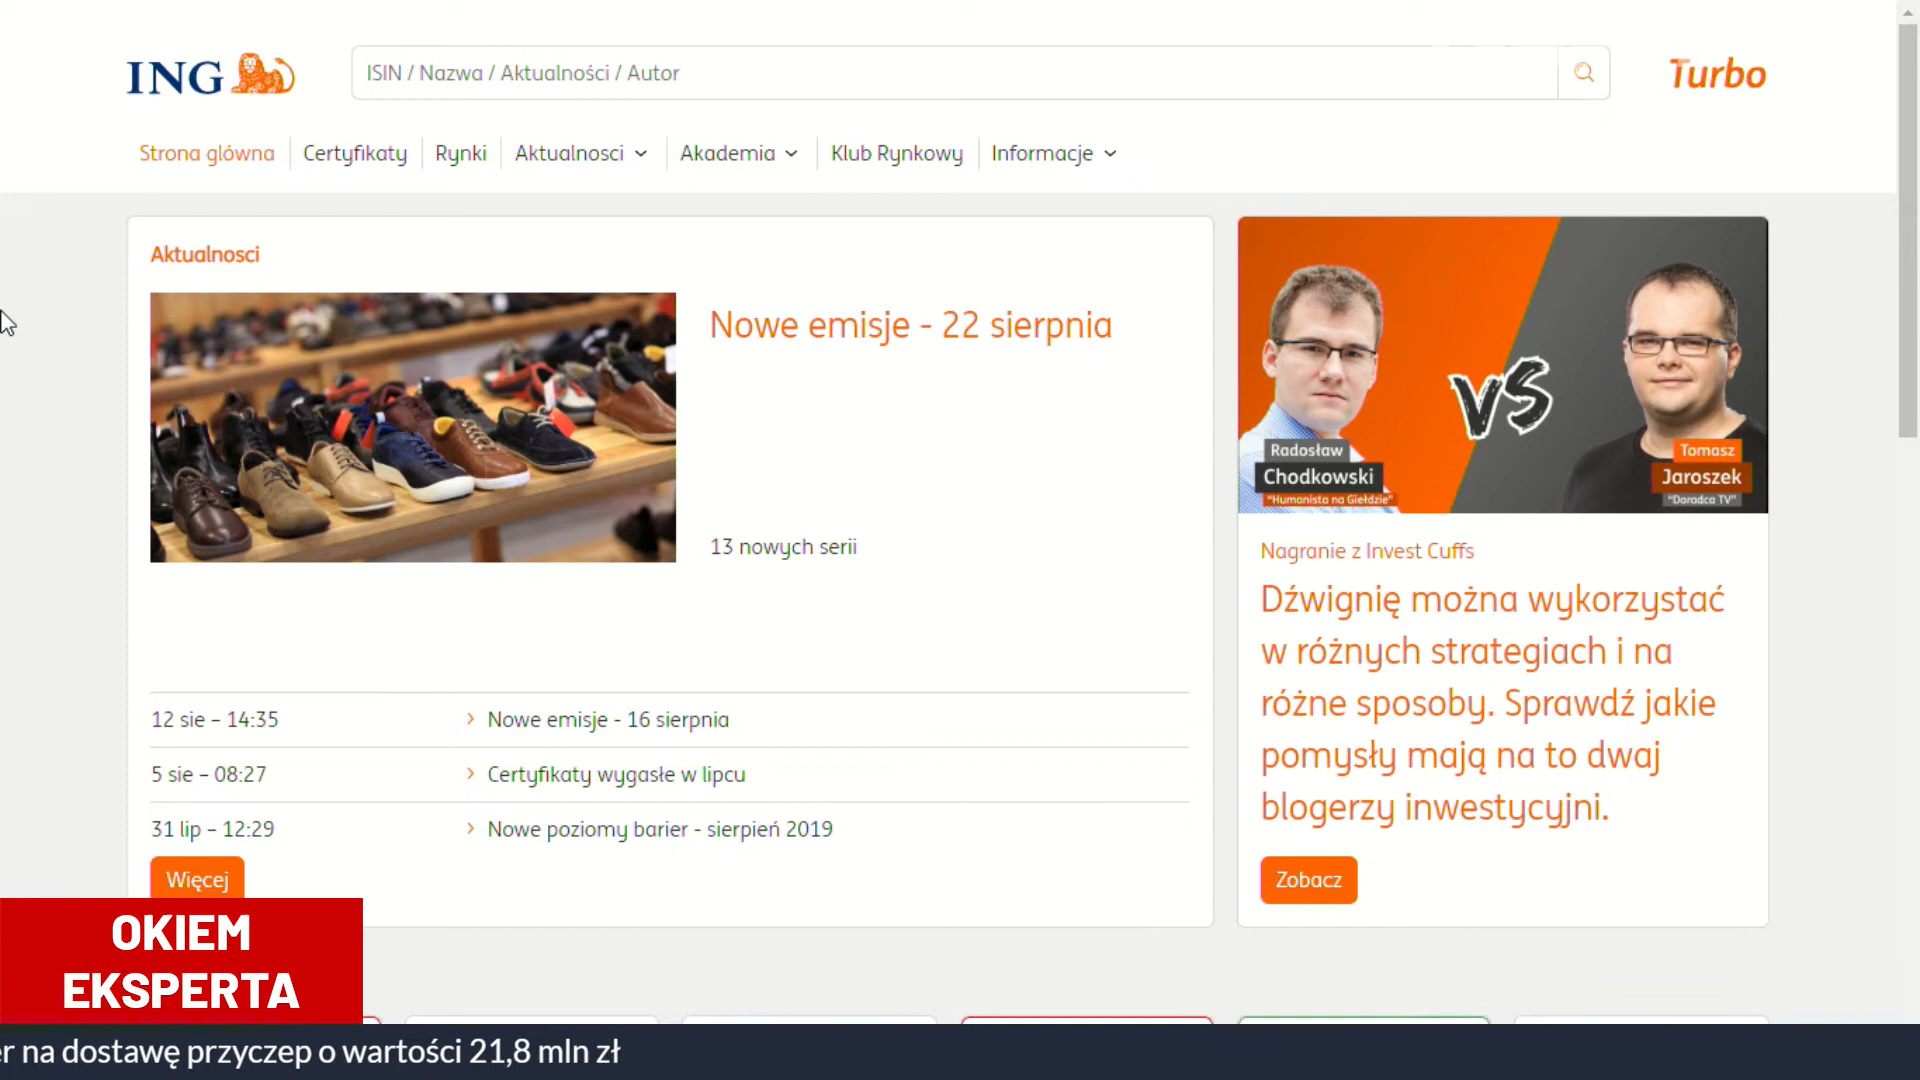 ING
ISIN / Nazwa / Aktualności / Autor
Turbo
Strona glówna
Certyfikaty
Rynki
Aktualnosci
Akademia
Klub Rynkowy
Informacje
Aktualnosci
Nowe emisje - 22 sierpnia
13 nowych serii
12 sie – 14:35
Nowe emisje - 16 sierpnia
5 sie – 08:27
Certyfikaty wygasłe w lipcu
31 lip – 12:29
Nowe poziomy barier - sierpień 2019
Więcej
VS
Radosław
Chodkowski
"Humanista na Giełdzie"
Tomasz
Jaroszek
"Doradca TV"
Nagranie z Invest Cuffs
Dźwignię można wykorzystać
w różnych strategiach i na
różne sposoby. Sprawdź jakie
pomysły mają na to dwaj
blogerzy inwestycyjni.
Zobacz
OKIEM
EKSPERTA
er na dostawę przyczep o wartości 21,8 mln zł